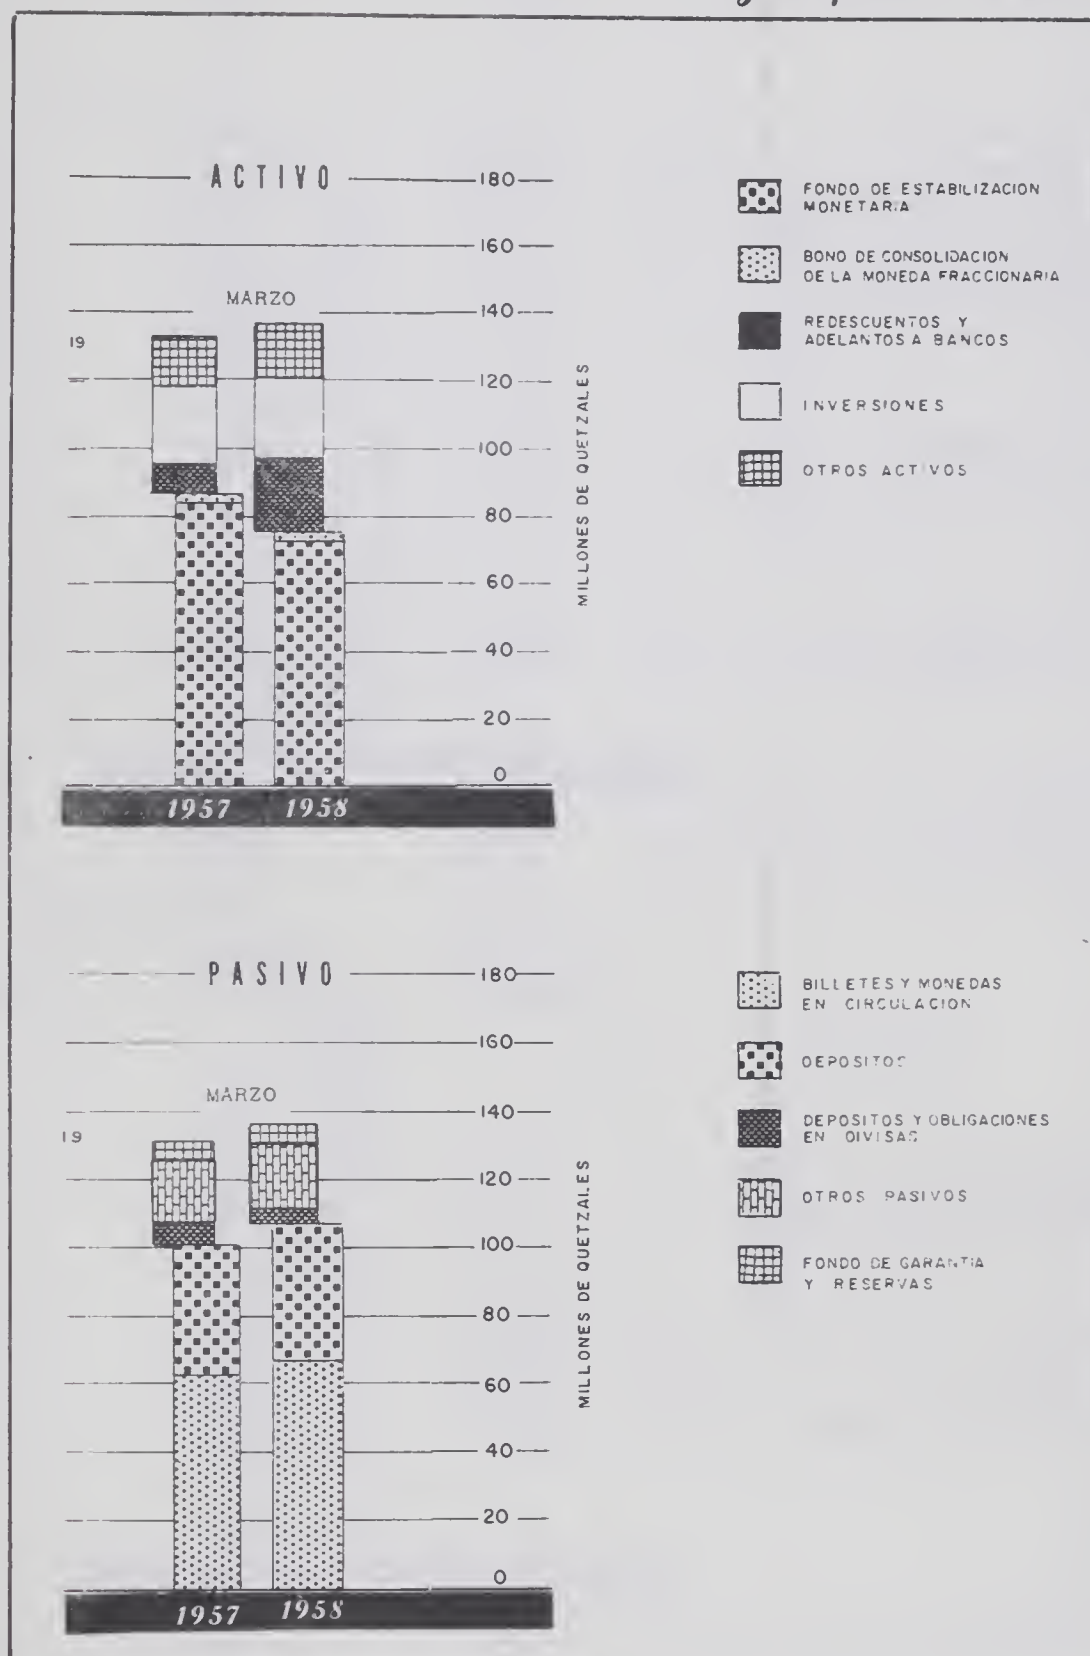 ACTIVO
180
160
MARZO
140
19
120
100
80
60
40
20
0
MILLONES DE QUETZALES
1957 1958
FONDO DE ESTABILIZACION
MONETARIA
BONO DE CONSOLIDACION
DE LA MONEDA FRACCIONARIA
REDESCUENTOS Y
ADELANTOS A BANCOS
INVERSIONES
OTROS ACTIVOS
PASIVO
180
160
MARZO
140
19
120
100
80
60
40
20
0
MILLONES DE QUETZALES
1957 1958
BILLETES Y MONEDAS
EN CIRCULACION
DEPOSITOS
DEPOSITOS Y OBLIGACIONES
EN DIVISAS
OTROS PASIVOS
FONDO DE GARANTIA
Y RESERVAS